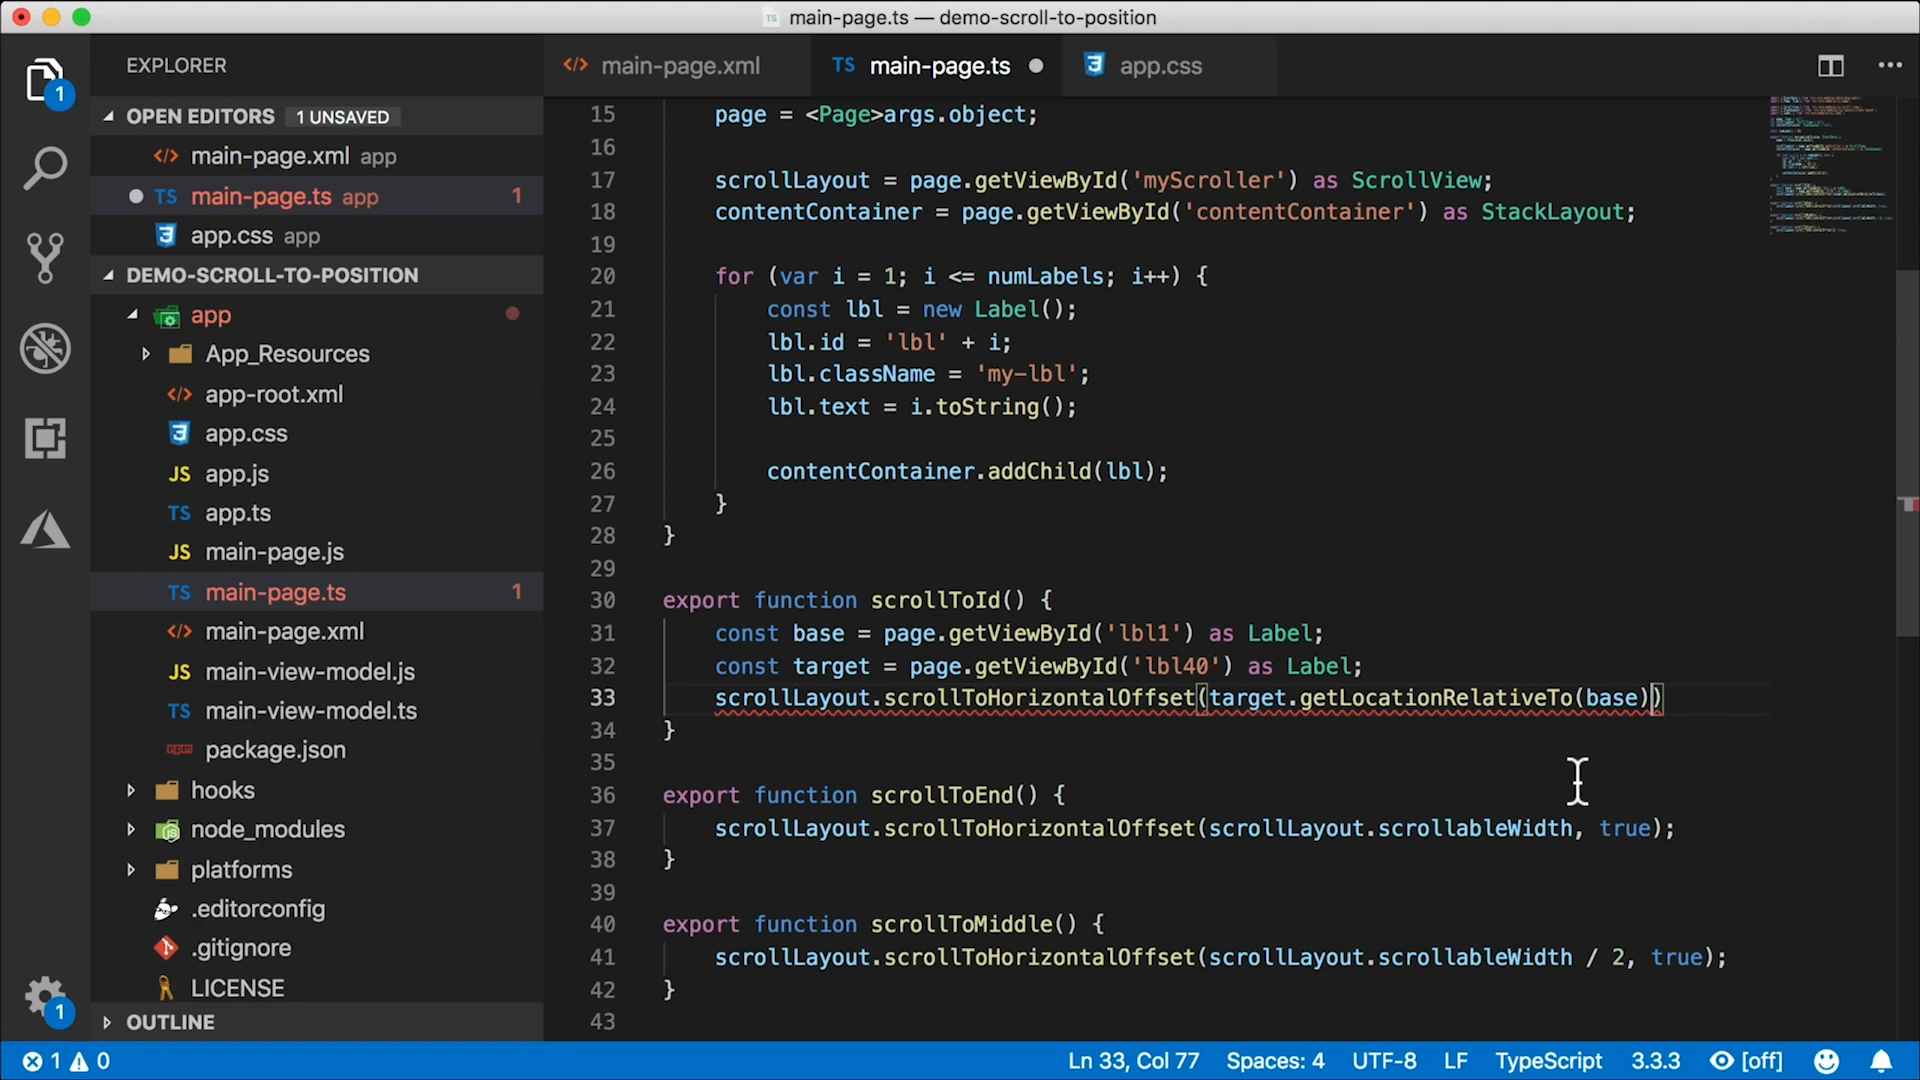 main-page.ts — demo-scroll-to-position
EXPLORER
OPEN EDITORS 1 UNSAVED
main-page.xml app
TS main-page.ts app 1
app.css app
DEMO-SCROLL-TO-POSITION
app
App_Resources
app-root.xml
app.css
JS app.js
TS app.ts
JS main-page.js
TS main-page.ts 1
main-page.xml
JS main-view-model.js
TS main-view-model.ts
package.json
hooks
node_modules
platforms
.editorconfig
.gitignore
LICENSE
OUTLINE
1
1
main-page.xml TS main-page.ts app.css
15 page = <Page>args.object;
16
17 scrollLayout = page.getViewById('myScroller') as ScrollView;
18 contentContainer = page.getViewById('contentContainer') as StackLayout;
19
20 for (var i = 1; i <= numLabels; i++) {
21 const lbl = new Label();
22 lbl.id = 'lbl' + i;
23 lbl.className = 'my-lbl';
24 lbl.text = i.toString();
25
26 contentContainer.addChild(lbl);
27 }
28 }
29
30 export function scrollToId() {
31 const base = page.getViewById('lbl1') as Label;
32 const target = page.getViewById('lbl40') as Label;
33 scrollLayout.scrollToHorizontalOffset(target.getLocationRelativeTo(base))
34 }
35
36 export function scrollToEnd() {
37 scrollLayout.scrollToHorizontalOffset(scrollLayout.scrollableWidth, true);
38 }
39
40 export function scrollToMiddle() {
41 scrollLayout.scrollToHorizontalOffset(scrollLayout.scrollableWidth / 2, true);
42 }
43
1 0 Ln 33, Col 77 Spaces: 4 UTF-8 LF TypeScript 3.3.3 [off]